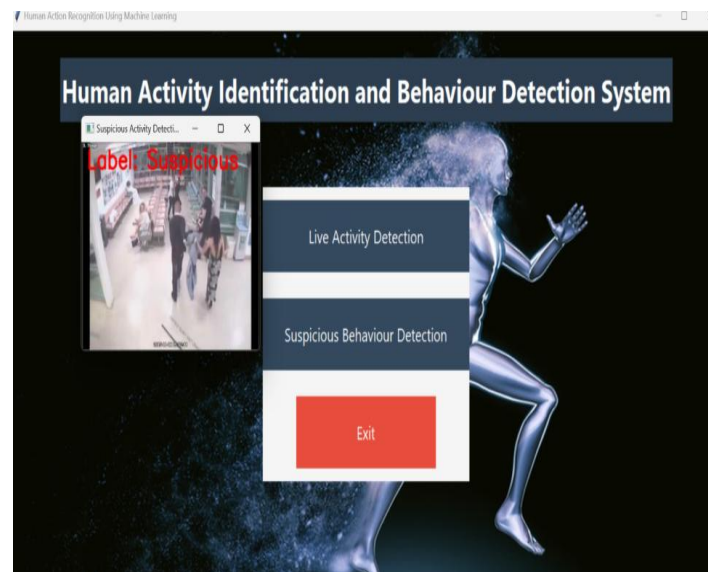 Human Action Recognition Using Machine Learning
Human Activity Identification and Behaviour Detection System
Suspicious Activity Detecti...
Label: Suspicious
Live Activity Detection
Suspicious Behaviour Detection
Exit